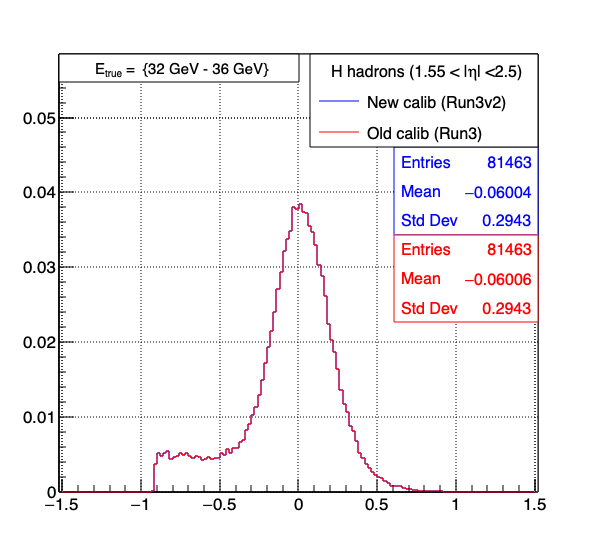 E_true = {32 GeV - 36 GeV}
H hadrons (1.55 < |η| <2.5)
New calib (Run3v2)
Old calib (Run3)
Entries 81463
Mean −0.06004
Std Dev 0.2943
Entries 81463
Mean −0.06006
Std Dev 0.2943
0.05
0.04
0.03
0.02
0.01
0
−1.5 −1 −0.5 0 0.5 1 1.5